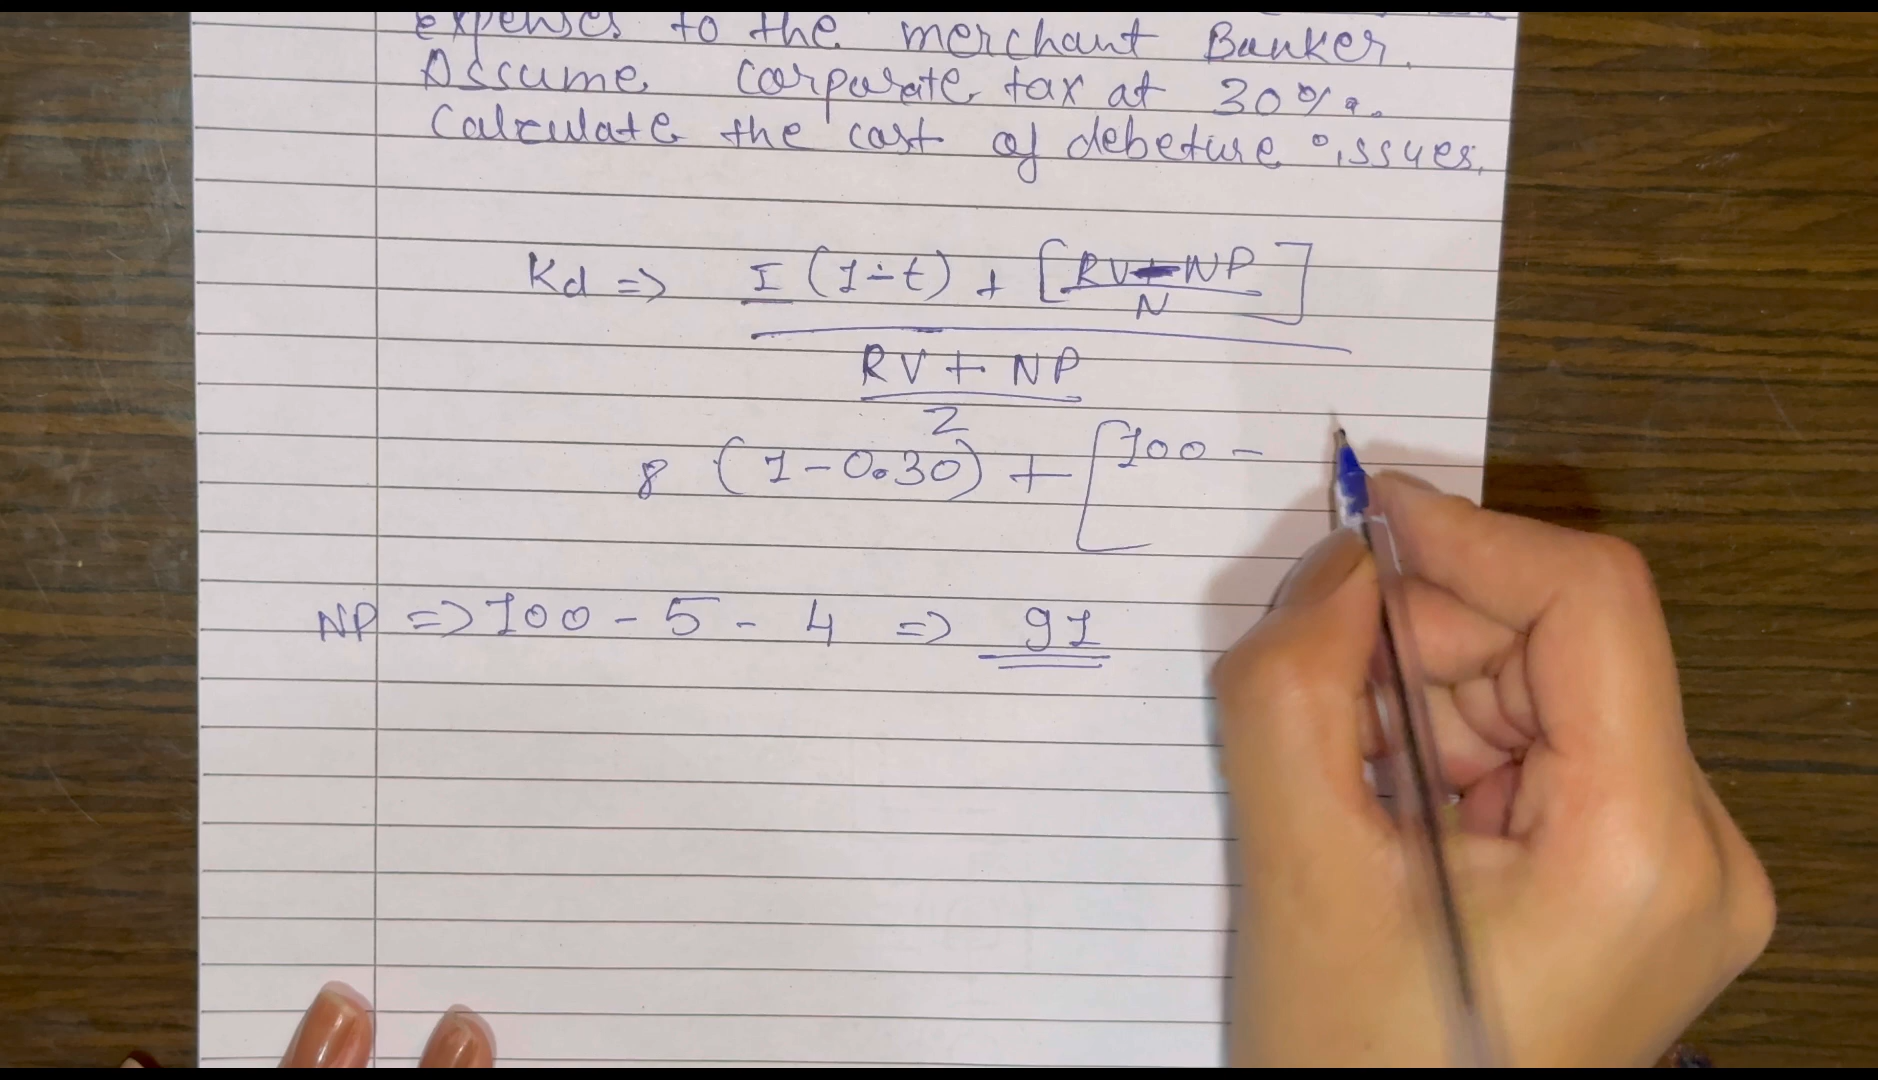 expenses to the merchant Banker.
Assume corporate tax at 30%.
Calculate the cost of debeture issues.
Kd => I (1-t) + [RV-NP
N]
RV + NP
2
8 (1-0.30) + [100 -
NP => 100 - 5 - 4 => 91